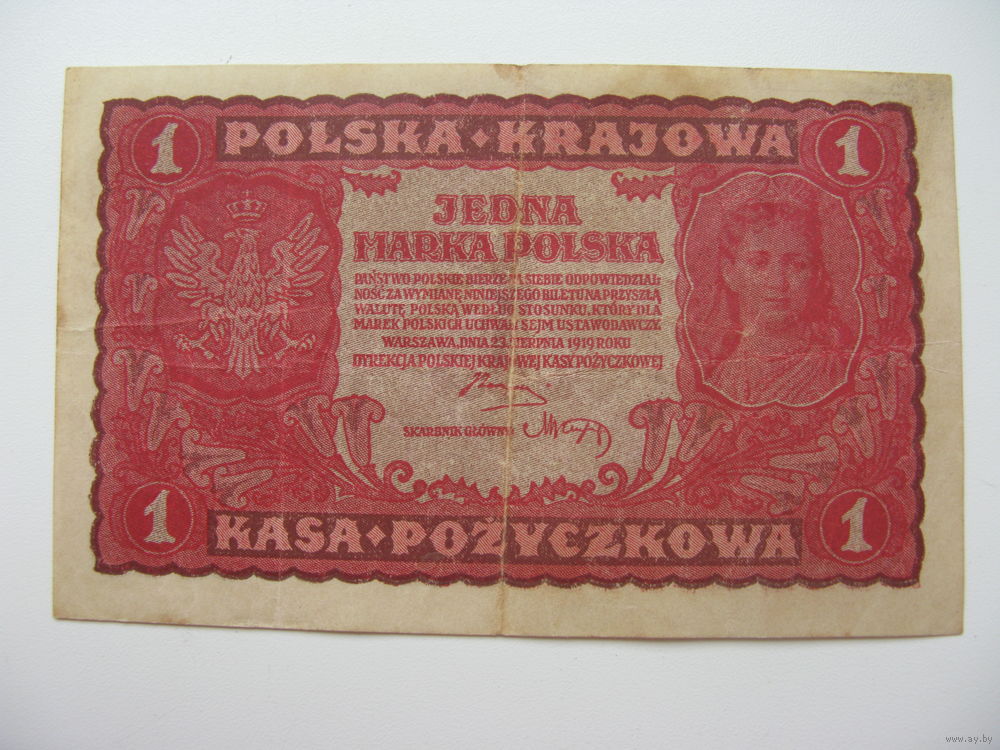 1 POLSKA • KRAJOWA 1
JEDNA
MARKA POLSKA
PAŃSTWO POLSKIE BIERZE NA SIEBIE ODPOWIEDZIAL
NOŚĆ ZA WYMIANĘ NINIEJSZEGO BILETU NA PRZYSZŁĄ
WALUTĘ POLSKĄ WEDŁUG STOSUNKU, KTÓRY DLA
MAREK POLSKICH UCHWALI SEJM USTAWODAWCZY.
WARSZAWA, DNIA 23. SIERPNIA 1919 ROKU
DYREKCJA POLSKIEJ KRAJOWEJ KASY POŻYCZKOWEJ
SKARBNIK GŁÓWNY
1 KASA • POŻYCZKOWA 1
www.ay.by